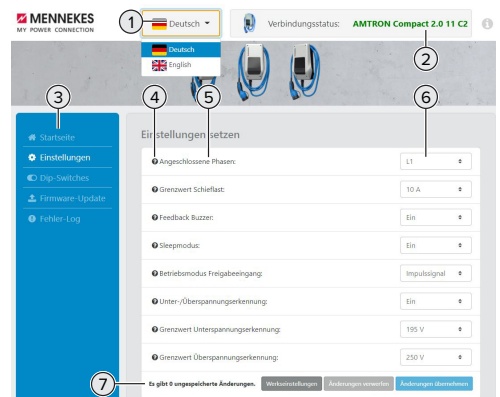 MENNEKES
MY POWER CONNECTION
1
Deutsch
Deutsch
English
Verbindungsstatus: AMTRON Compact 2.0 11 C2
2
3
4
5
6
Startseite
Einstellungen
Dip-Switches
Firmware-Update
Fehler-Log
Einstellungen setzen
Angeschlossene Phasen: L1
Grenzwert Schieflast: 10 A
Feedback Buzzer: Ein
Sleepmodus: Ein
Betriebsmodus Freigabeeingang: Impulssignal
Unter-/Überspannungserkennung: Ein
Grenzwert Unterspannungserkennung: 195 V
Grenzwert Überspannungserkennung: 250 V
7
Es gibt 0 ungespeicherte Änderungen. Werkseinstellungen Änderungen verwerfen Änderungen übernehmen